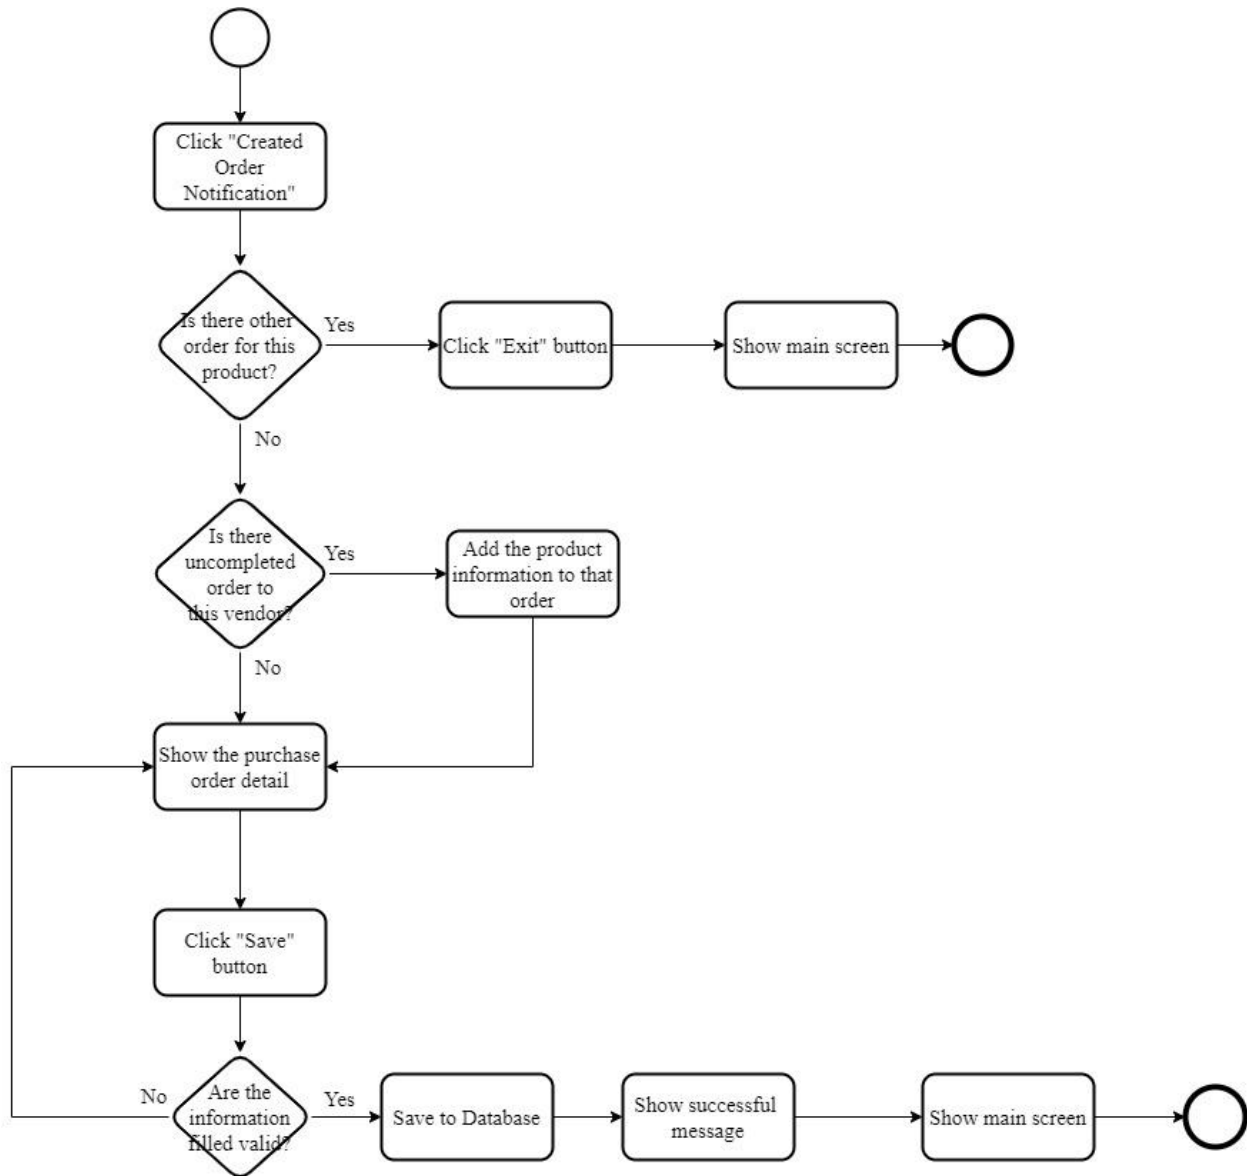 Click "Created
Order
Notification"
Is there other
order for this
product?
Yes
Click "Exit" button
Show main screen
No
Is there
uncompleted
order to
this vendor?
Yes
Add the product
information to that
order
No
Show the purchase
order detail
Click "Save"
button
Are the
information
filled valid?
No
Yes
Save to Database
Show successful
message
Show main screen